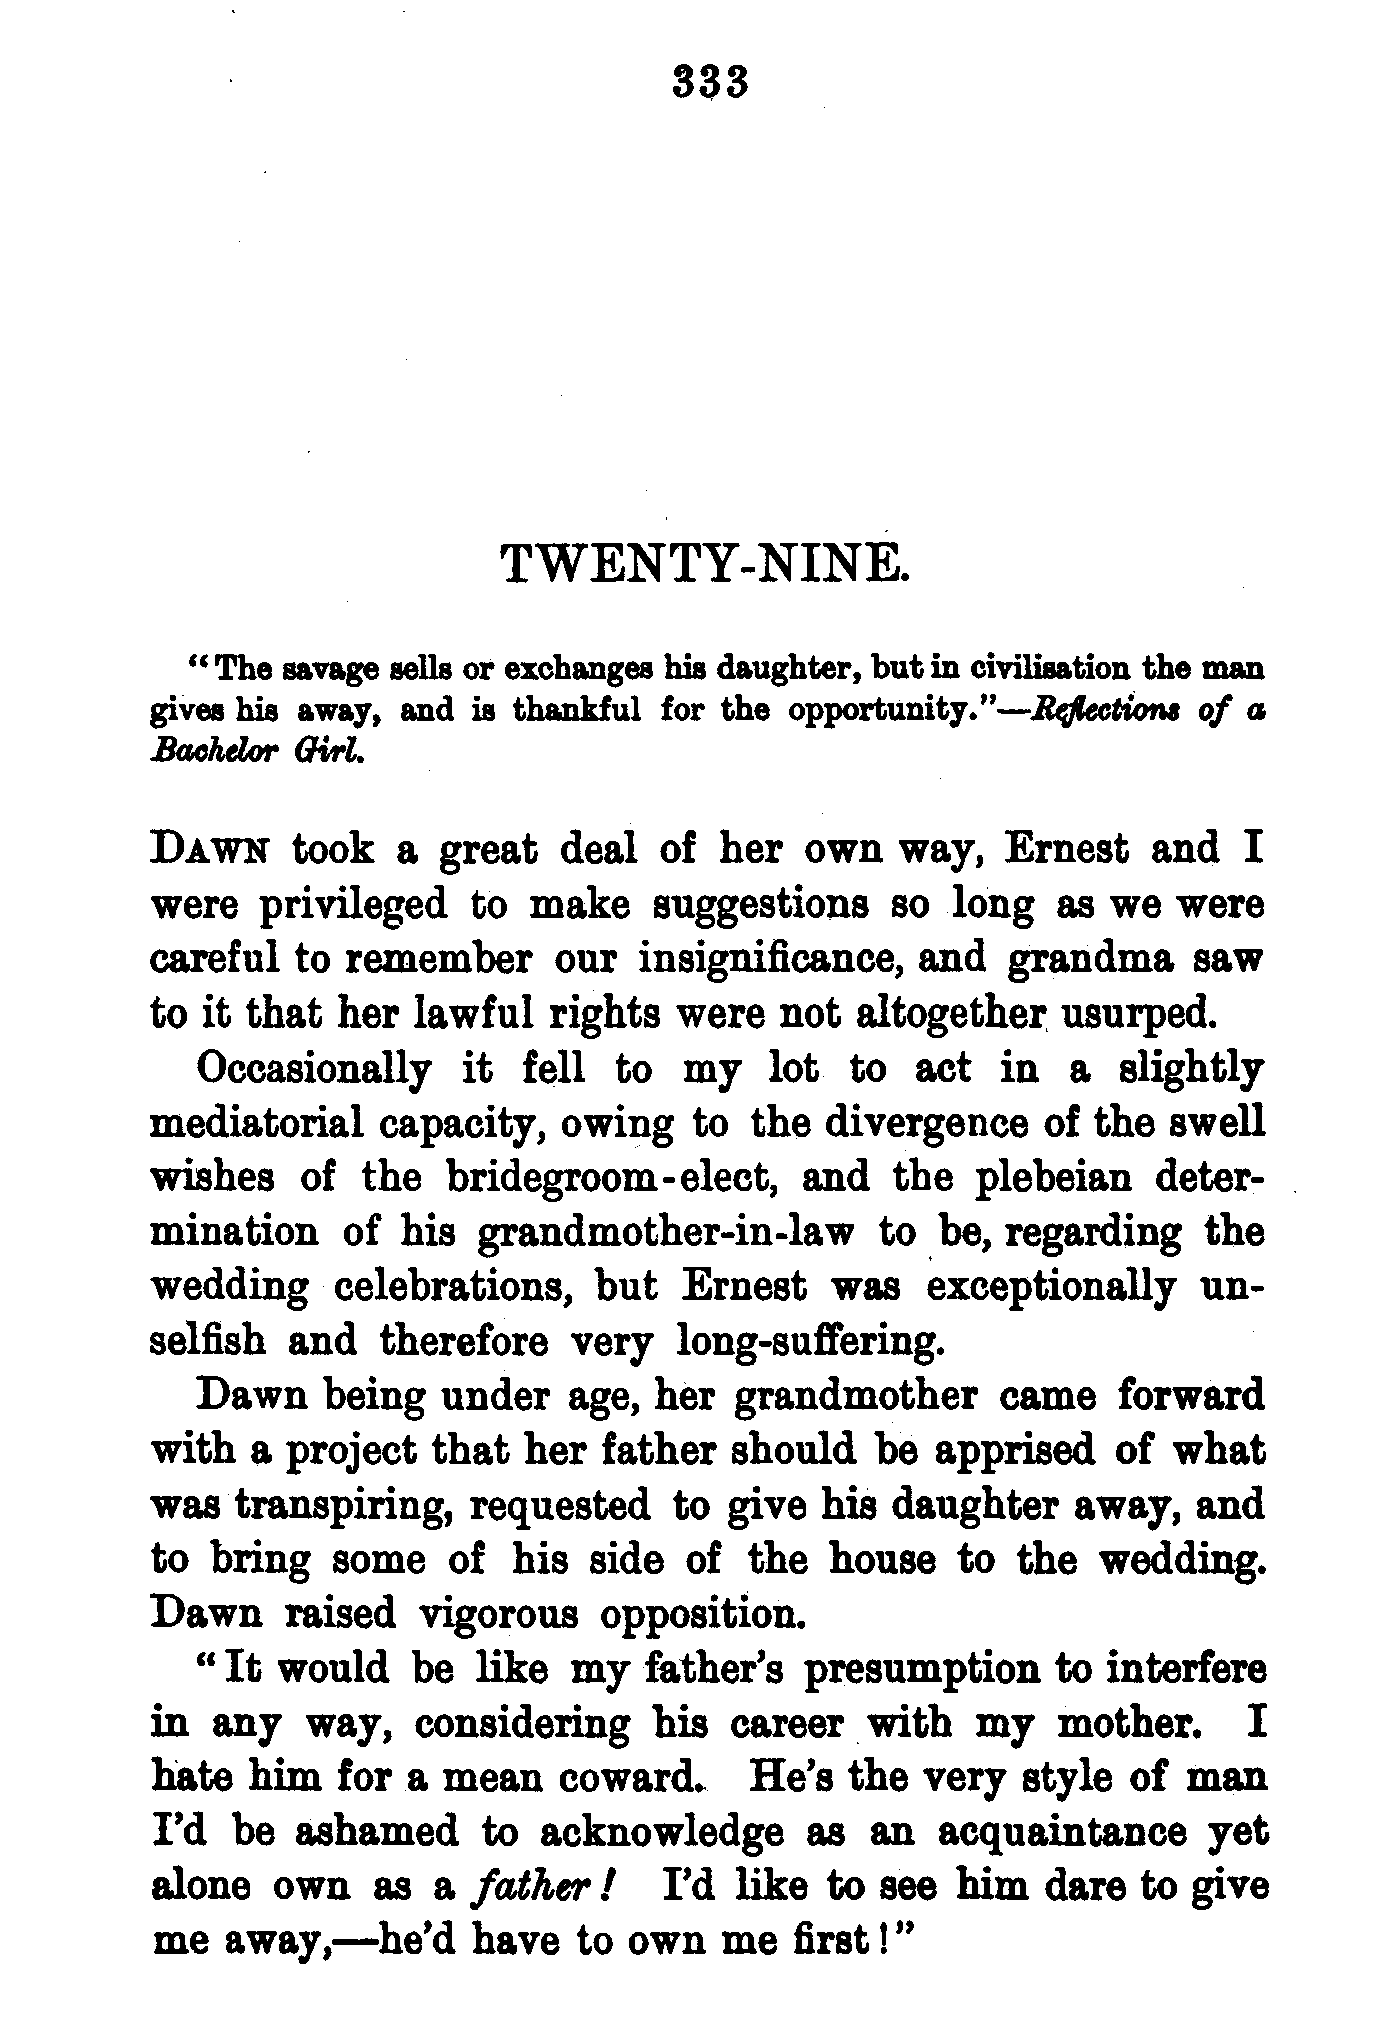 333
TWENTY-NINE.
“The savage sells or exchanges his daughter, but in civilisation the man
gives his away, and is thankful for the opportunity.”—Reflections of a
Bachelor Girl.
Dawn took a great deal of her own way, Ernest and I
were privileged to make suggestions so long as we were
careful to remember our insignificance, and grandma saw
to it that her lawful rights were not altogether usurped.
Occasionally it fell to my lot to act in a slightly
mediatorial capacity, owing to the divergence of the swell
wishes of the bridegroom-elect, and the plebeian deter-
mination of his grandmother-in-law to be, regarding the
wedding celebrations, but Ernest was exceptionally un-
selfish and therefore very long-suffering.
Dawn being under age, her grandmother came forward
with a project that her father should be apprised of what
was transpiring, requested to give his daughter away, and
to bring some of his side of the house to the wedding.
Dawn raised vigorous opposition.
“It would be like my father’s presumption to interfere
in any way, considering his career with my mother. I
hate him for a mean coward. He’s the very style of man
I’d be ashamed to acknowledge as an acquaintance yet
alone own as a father! I’d like to see him dare to give
me away,—he’d have to own me first!”